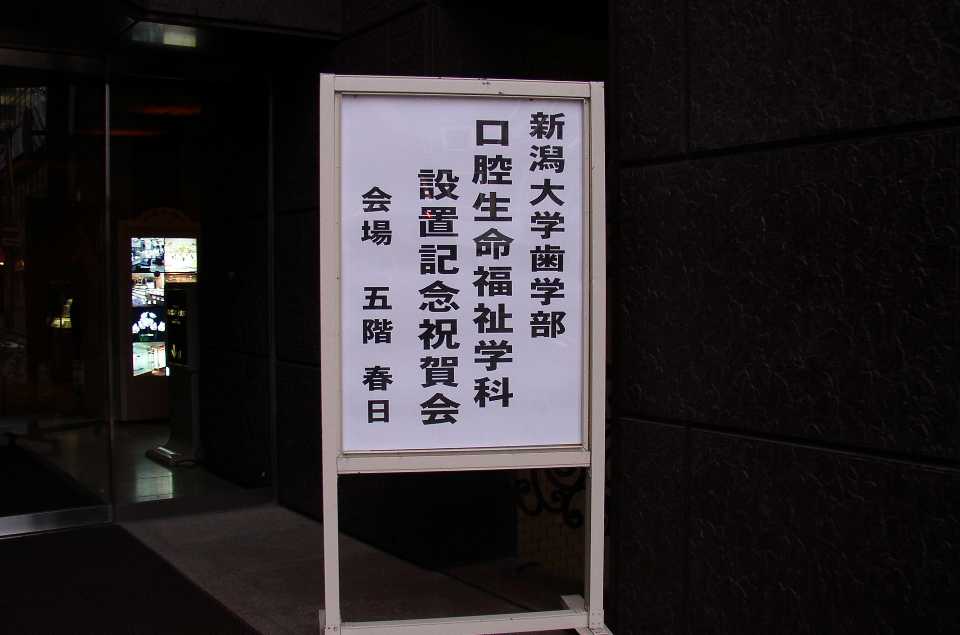 新潟大学歯学部
口腔生命福祉学科
設置記念祝賀会
会場 五階 春日